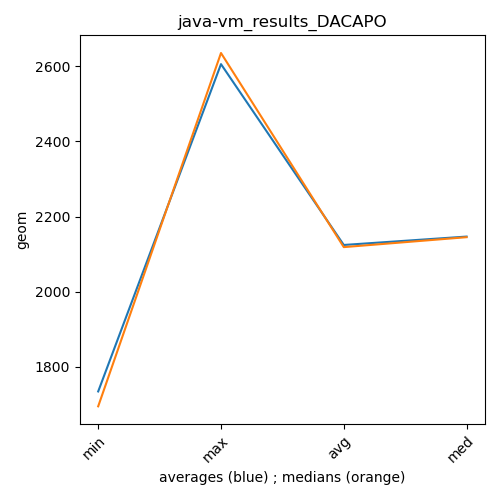 java-vm_results_DACAPO
2600
2400
2200
2000
1800
geom
min
max
avg
med
averages (blue) ; medians (orange)